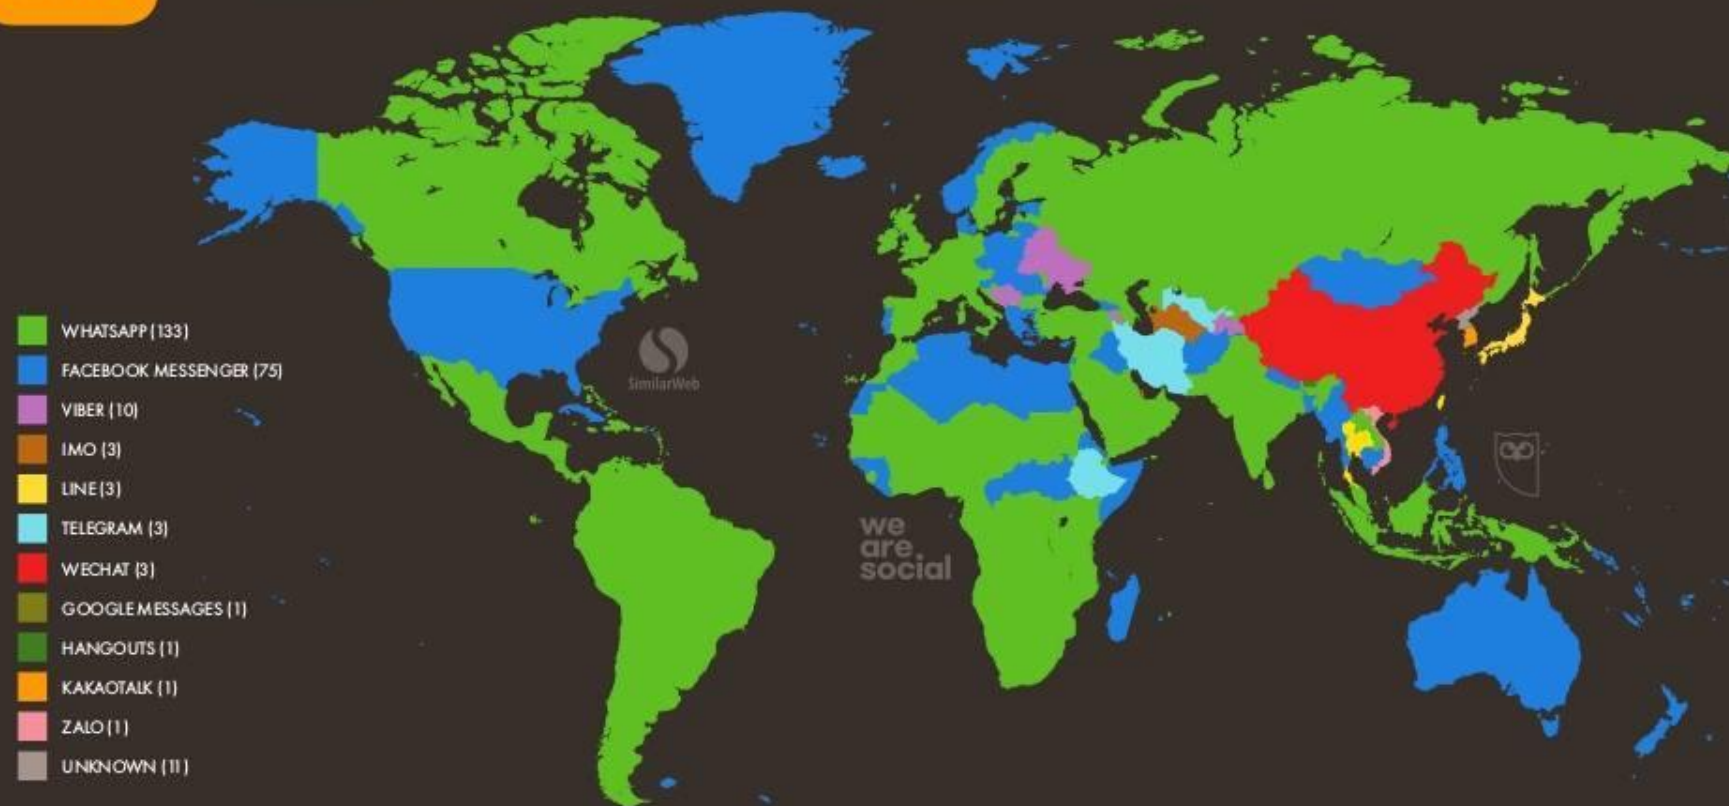 WHATSAPP (133)
FACEBOOK MESSENGER (75)
VIBER (10)
IMO (3)
LINE (3)
TELEGRAM (3)
WECHAT (3)
GOOGLE MESSAGES (1)
HANGOUTS (1)
KAKAOTALK (1)
ZALO (1)
UNKNOWN (11)
SimilarWeb
we
are
social